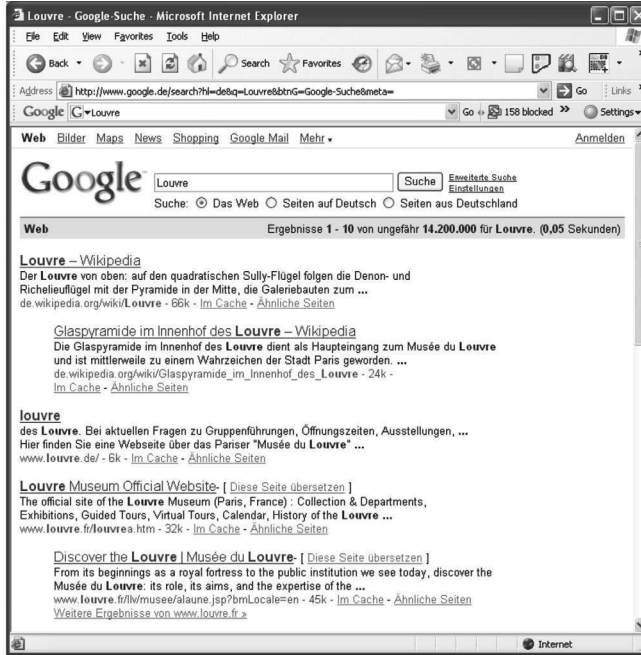 Louvre - Google-Suche - Microsoft Internet Explorer
File Edit View Favorites Tools Help
Back Search Favorites
Address http://www.google.de/search?hl=de&q=Louvre&btnG=Google-Suche&meta= Go Links »
Google G Louvre Go 158 blocked » Settings
Web Bilder Maps News Shopping Google Mail Mehr Anmelden
Google Louvre Suche Erweiterte Suche
Einstellungen
Suche: Das Web Seiten auf Deutsch Seiten aus Deutschland
Web Ergebnisse 1 - 10 von ungefähr 14.200.000 für Louvre. (0,05 Sekunden)
Louvre – Wikipedia
Der Louvre von oben: auf den quadratischen Sully-Flügel folgen die Denon- und
Richelieuflügel mit der Pyramide in der Mitte, die Galeriebauten zum ...
de.wikipedia.org/wiki/Louvre - 66k - Im Cache - Ähnliche Seiten
Glaspyramide im Innenhof des Louvre – Wikipedia
Die Glaspyramide im Innenhof des Louvre dient als Haupteingang zum Musée du Louvre
und ist mittlerweile zu einem Wahrzeichen der Stadt Paris geworden. ...
de.wikipedia.org/wiki/Glaspyramide_im_Innenhof_des_Louvre - 24k -
Im Cache - Ähnliche Seiten
louvre
des Louvre. Bei aktuellen Fragen zu Gruppenführungen, Öffnungszeiten, Ausstellungen, ...
Hier finden Sie eine Webseite über das Pariser "Musée du Louvre" ...
www.louvre.de/ - 6k - Im Cache - Ähnliche Seiten
Louvre Museum Official Website- [ Diese Seite übersetzen ]
The official site of the Louvre Museum (Paris, France) : Collection & Departments,
Exhibitions, Guided Tours, Virtual Tours, Calendar, History of the Louvre ...
www.louvre.fr/louvrea.htm - 32k - Im Cache - Ähnliche Seiten
Discover the Louvre | Musée du Louvre- [ Diese Seite übersetzen ]
From its beginnings as a royal fortress to the public institution we see today, discover the
Musée du Louvre: its role, its aims, and the expertise of the ...
www.louvre.fr/llv/musee/alaune.jsp?bmLocale=en - 45k - Im Cache - Ähnliche Seiten
Weitere Ergebnisse von www.louvre.fr »
Internet